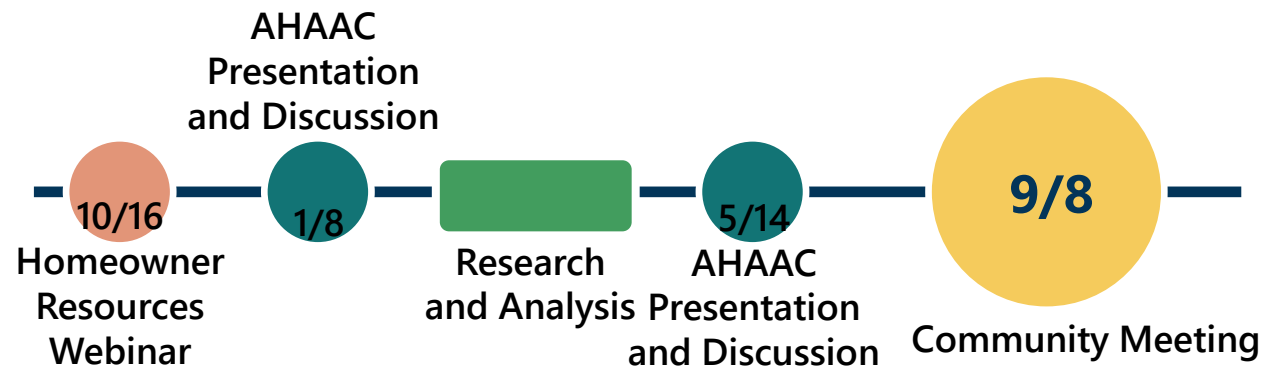 10/16
Homeowner
Resources
Webinar
AHAAC
Presentation
and Discussion
1/8
Research
and Analysis
5/14
AHAAC
Presentation
and Discussion
9/8
Community Meeting